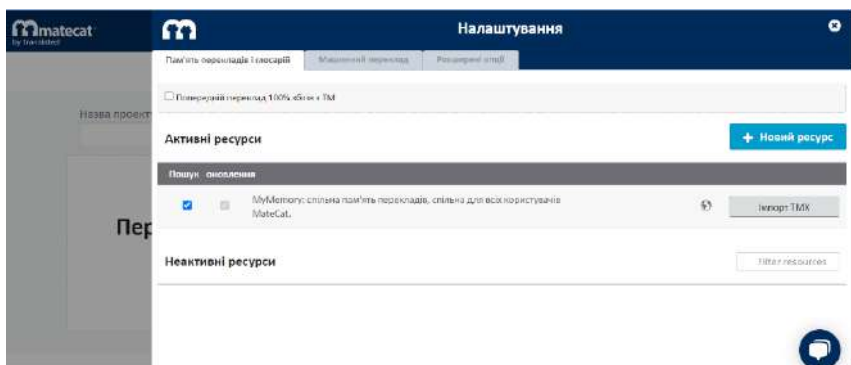 matecat
by translated
Налаштування
Пам'ять перекладів і глосарій Машинний переклад Розширені опції
Попередній переклад 100% збігів з TM
Назва проект
Активні ресурси
+ Новий ресурс
Пошук оновлення
MyMemory: спільна пам'ять перекладів, спільна для всіх користувачів
MateCat.
Імпорт TMX
Пер
Неактивні ресурси
Filter resources